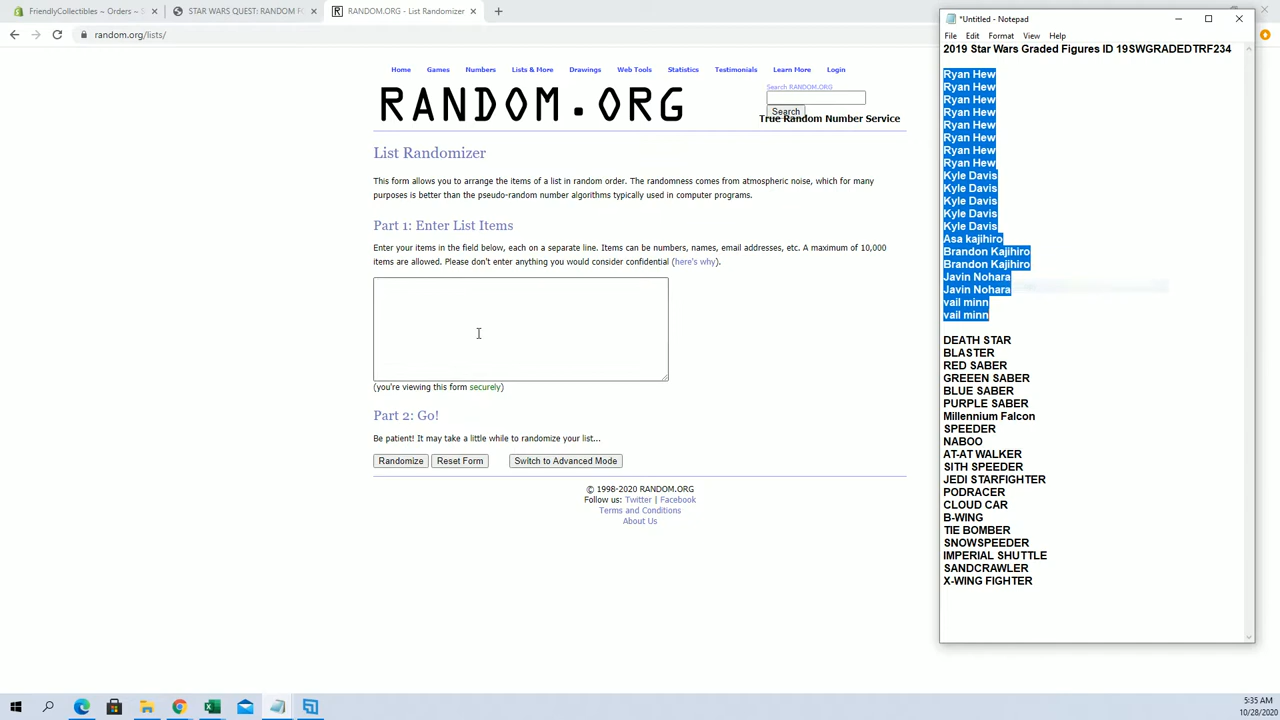 FriendlyCollectibles ~ Orders ~ S
STAR WARS QUEST: RANDOM F
RANDOM.ORG - List Randomizer
random.org/lists/
Home Games Numbers Lists & More Drawings Web Tools Statistics Testimonials Learn More Login
RANDOM.ORG
Search RANDOM.ORG
Search
True Random Number Service
List Randomizer
This form allows you to arrange the items of a list in random order. The randomness comes from atmospheric noise, which for many
purposes is better than the pseudo-random number algorithms typically used in computer programs.
Part 1: Enter List Items
Enter your items in the field below, each on a separate line. Items can be numbers, names, email addresses, etc. A maximum of 10,000
items are allowed. Please don't enter anything you would consider confidential (here's why).
(you're viewing this form securely)
Part 2: Go!
Be patient! It may take a little while to randomize your list...
Randomize Reset Form Switch to Advanced Mode
© 1998-2020 RANDOM.ORG
Follow us: Twitter | Facebook
Terms and Conditions
About Us
*Untitled - Notepad
File Edit Format View Help
2019 Star Wars Graded Figures ID 19SWGRADEDTRF234
Ryan Hew
Ryan Hew
Ryan Hew
Ryan Hew
Ryan Hew
Ryan Hew
Ryan Hew
Ryan Hew
Kyle Davis
Kyle Davis
Kyle Davis
Kyle Davis
Kyle Davis
Asa kajihiro
Brandon Kajihiro
Brandon Kajihiro
Javin Nohara
Javin Nohara
vail minn
vail minn
DEATH STAR
BLASTER
RED SABER
GREEEN SABER
BLUE SABER
PURPLE SABER
Millennium Falcon
SPEEDER
NABOO
AT-AT WALKER
SITH SPEEDER
JEDI STARFIGHTER
PODRACER
CLOUD CAR
B-WING
TIE BOMBER
SNOWSPEEDER
IMPERIAL SHUTTLE
SANDCRAWLER
X-WING FIGHTER
5:35 AM
10/28/2020